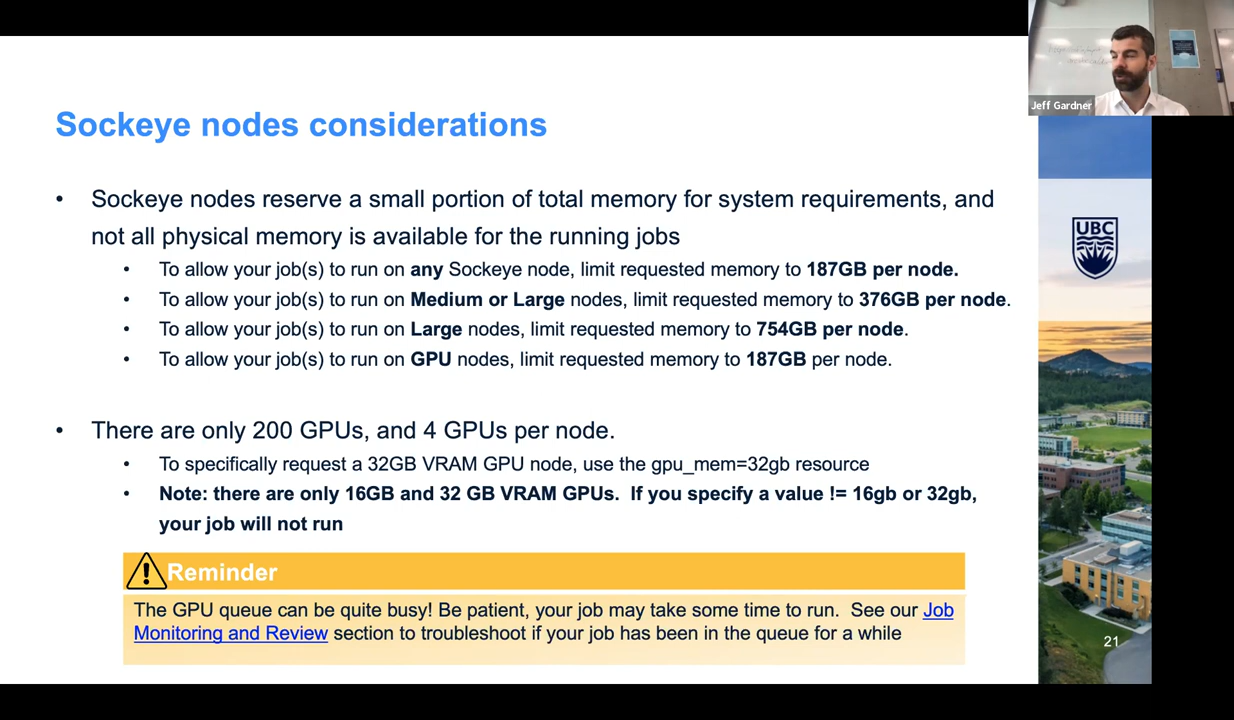 Jeff Gardner
Sockeye nodes considerations
• Sockeye nodes reserve a small portion of total memory for system requirements, and
not all physical memory is available for the running jobs
• To allow your job(s) to run on any Sockeye node, limit requested memory to 187GB per node.
• To allow your job(s) to run on Medium or Large nodes, limit requested memory to 376GB per node.
• To allow your job(s) to run on Large nodes, limit requested memory to 754GB per node.
• To allow your job(s) to run on GPU nodes, limit requested memory to 187GB per node.
• There are only 200 GPUs, and 4 GPUs per node.
• To specifically request a 32GB VRAM GPU node, use the gpu_mem=32gb resource
• Note: there are only 16GB and 32 GB VRAM GPUs. If you specify a value != 16gb or 32gb,
your job will not run
Reminder
The GPU queue can be quite busy! Be patient, your job may take some time to run. See our Job
Monitoring and Review section to troubleshoot if your job has been in the queue for a while
UBC
21